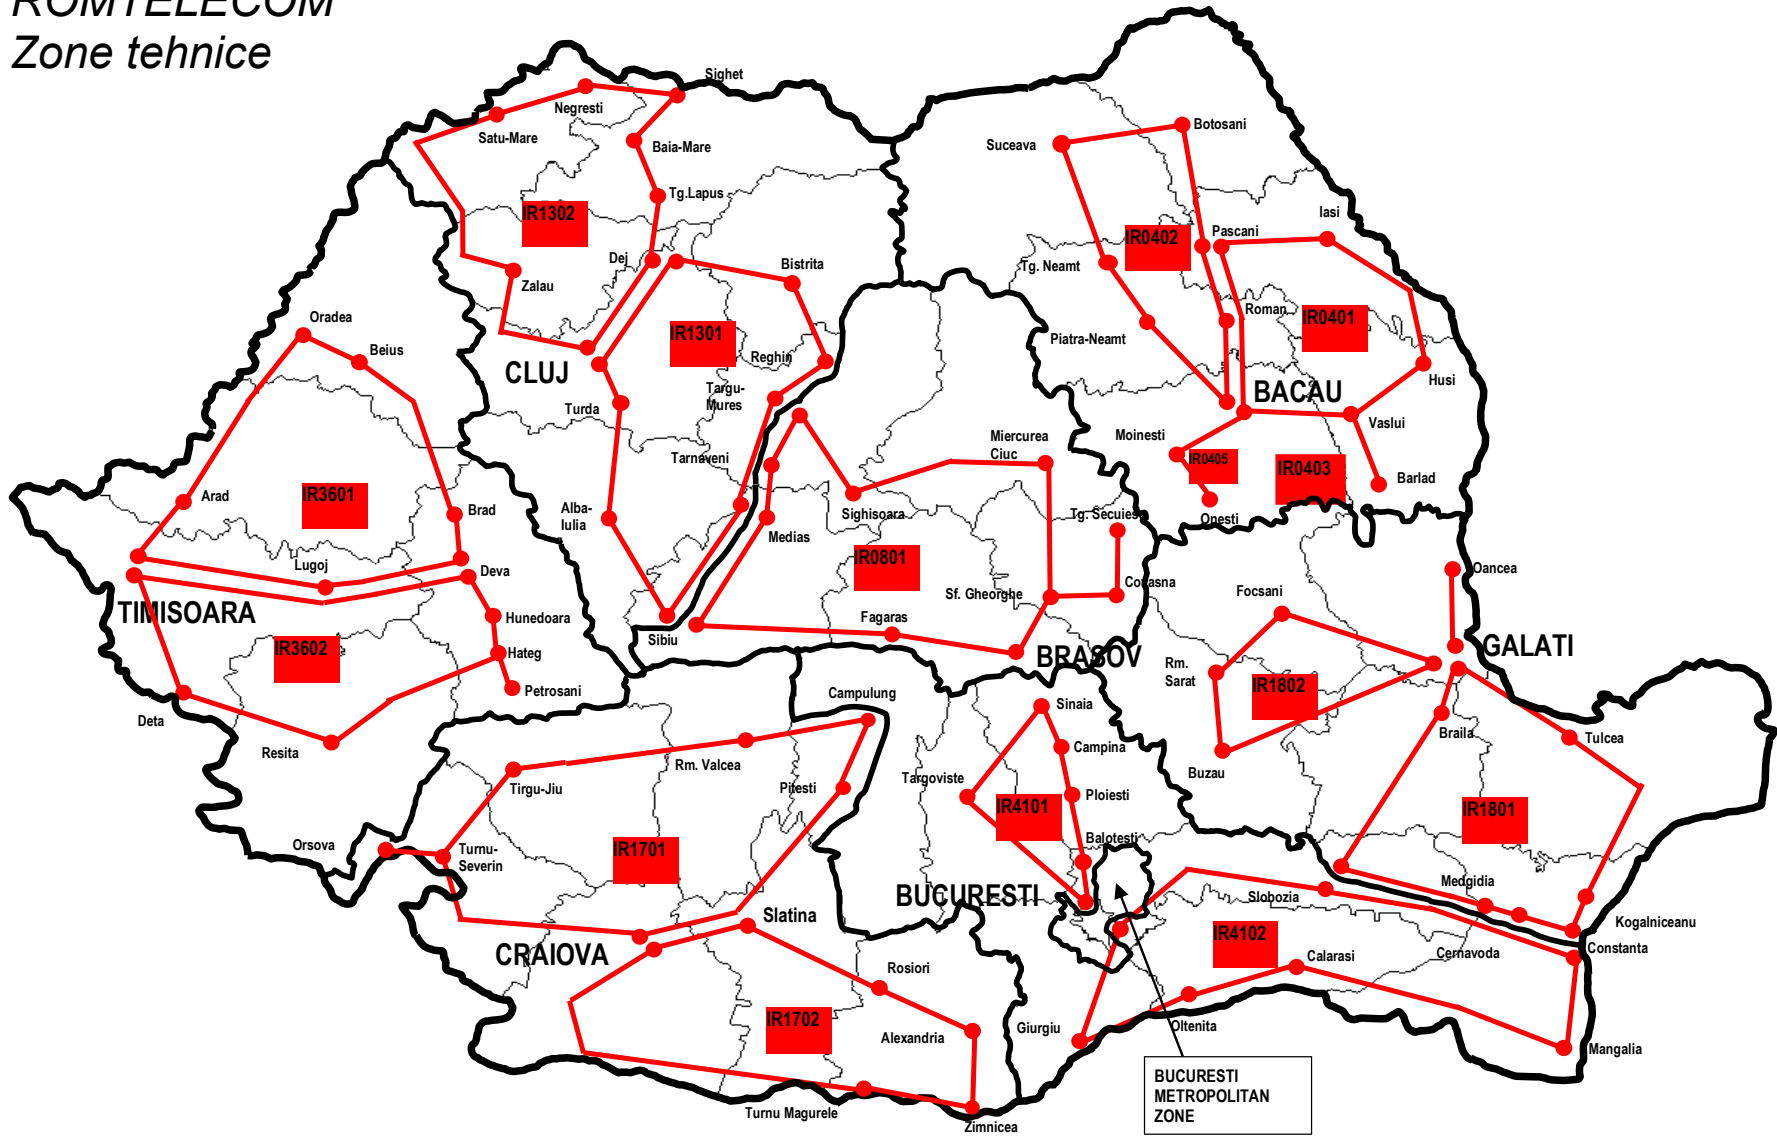 ROMTELECOM
Zone tehnice
Sighet
Negresti
Satu-Mare
Baia-Mare
Tg.Lapus
IR1302
Dej
Zalau
Bistrita
IR1301
Reghin
CLUJ
Targu-
Mures
Turda
Tarnaveni
Alba-
Iulia
Sibiu
Oradea
Beius
Arad
IR3601
Brad
Lugoj
Deva
TIMISOARA
Hunedoara
IR3602
Hateg
Petrosani
Deta
Resita
Suceava
Botosani
Iasi
IR0402
Pascani
Tg. Neamt
Roman
IR0401
Piatra-Neamt
Husi
BACAU
Vaslui
Moinesti
IR0405
IR0403
Barlad
Onesti
Miercurea
Ciuc
Sighisoara
Tg. Secuiesc
Medias
IR0801
Covasna
Sf. Gheorghe
Fagaras
BRASOV
Oancea
Focsani
GALATI
Rm.
Sarat
IR1802
Braila
Tulcea
Buzau
IR1801
Medgidia
Kogalniceanu
Constanta
Cernavoda
Campulung
Sinaia
Campina
Targoviste
Ploiesti
IR4101
Balotesti
BUCURESTI
Slobozia
IR4102
Calarasi
Giurgiu
Oltenita
Mangalia
Rm. Valcea
Tirgu-Jiu
Pitesti
Orsova
Turnu-
Severin
IR1701
Slatina
CRAIOVA
Rosiori
IR1702
Alexandria
Turnu Magurele
Zimnicea
BUCURESTI
METROPOLITAN
ZONE